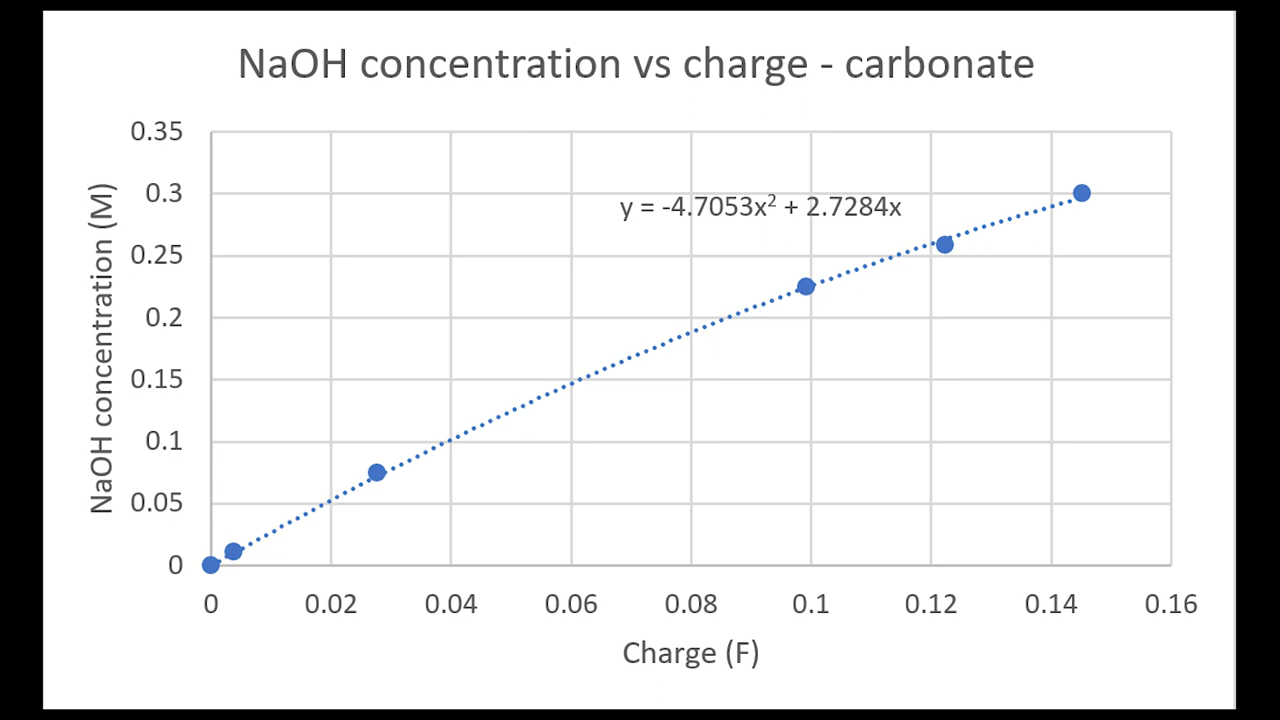 NaOH concentration vs charge - carbonate
y = -4.7053x² + 2.7284x
NaOH concentration (M)
0.35
0.3
0.25
0.2
0.15
0.1
0.05
0
0 0.02 0.04 0.06 0.08 0.1 0.12 0.14 0.16
Charge (F)